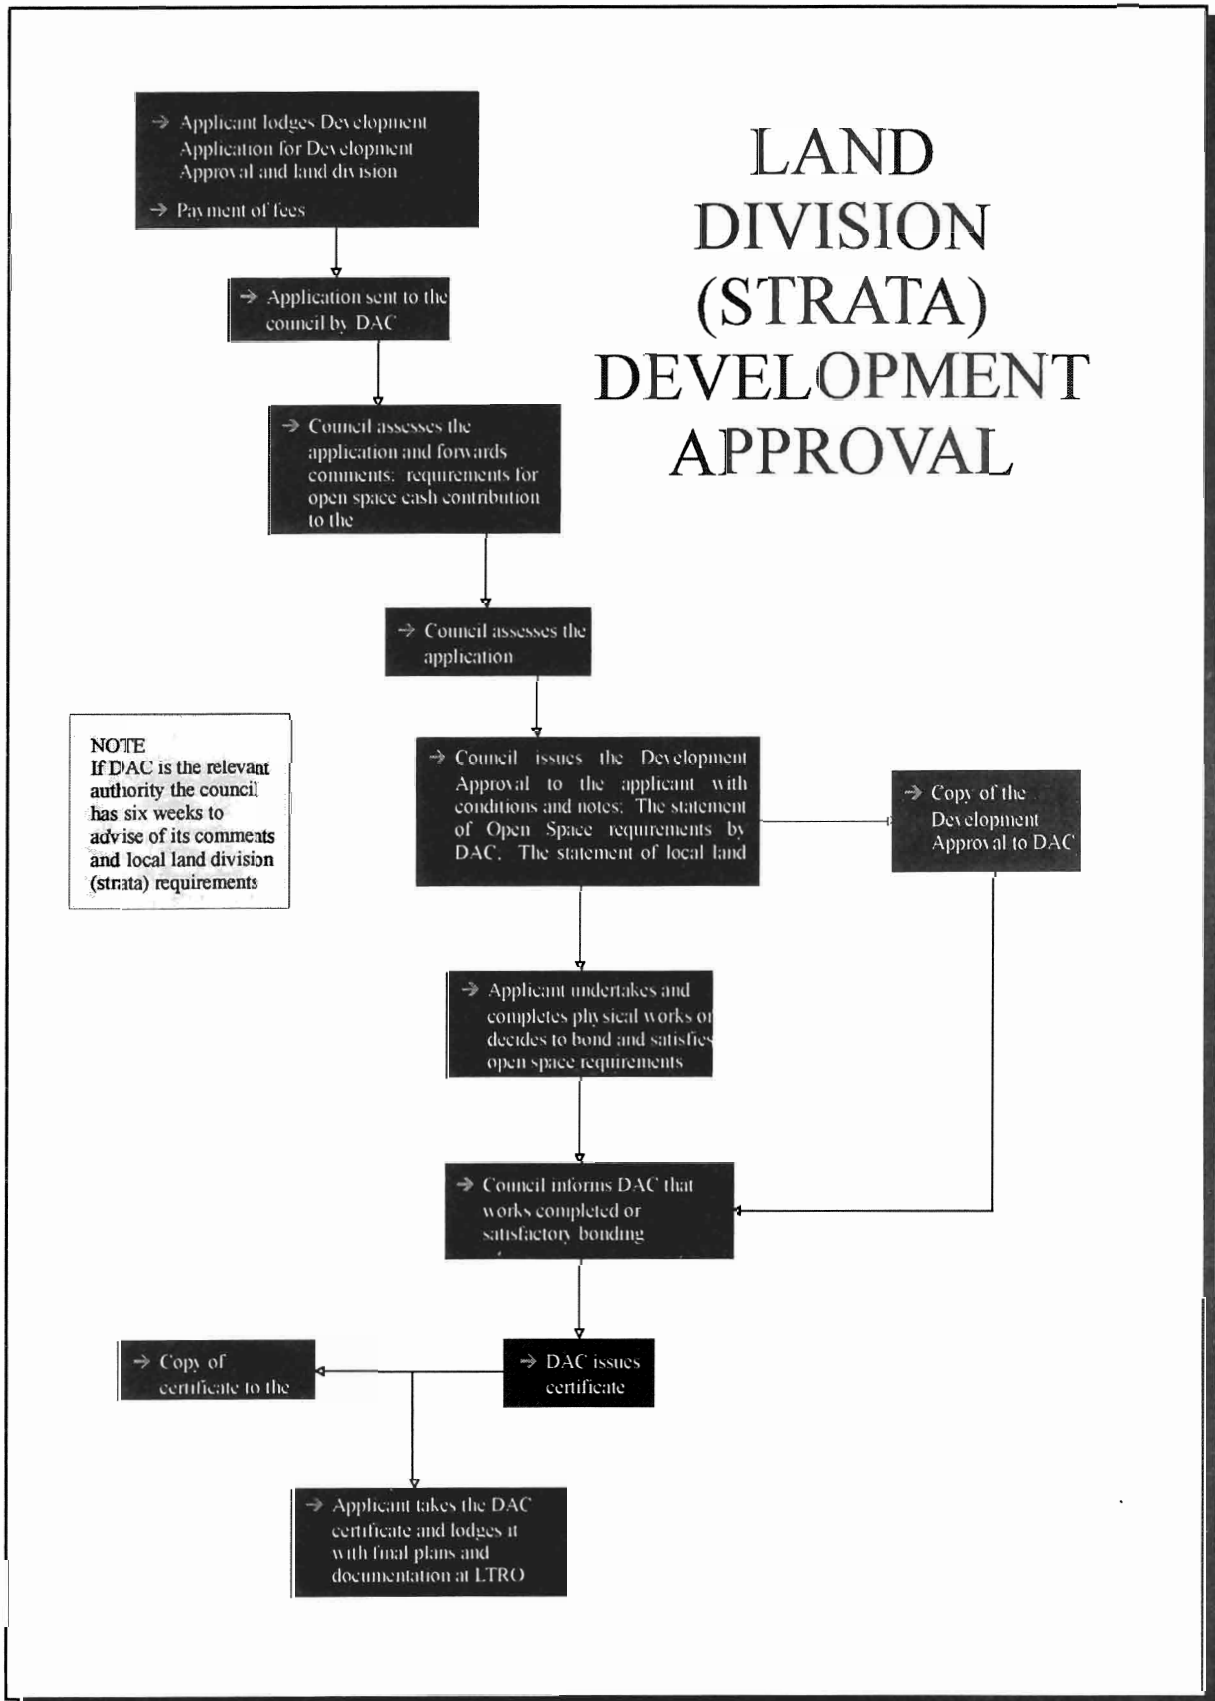 LAND
DIVISION
(STRATA)
DEVELOPMENT
APPROVAL
→ Applicant lodges Development
Application for Development
Approval and land division
→ Payment of fees
→ Application sent to the
council by DAC
→ Council assesses the
application and forwards
comments; requirements for
open space cash contribution
to the
→ Council assesses the
application
NOTE
If DAC is the relevant
authority the council
has six weeks to
advise of its comments
and local land division
(strata) requirements
→ Council issues the Development
Approval to the applicant with
conditions and notes; The statement
of Open Space requirements by
DAC. The statement of local land
→ Copy of the
Development
Approval to DAC
→ Applicant undertakes and
completes physical works or
decides to bond and satisfies
open space requirements
→ Council informs DAC that
works completed or
satisfactory bonding
→ DAC issues
certificate
→ Copy of
certificate to the
→ Applicant takes the DAC
certificate and lodges it
with final plans and
documentation at LTRO